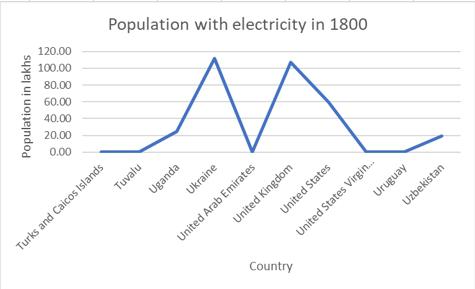 Population with electricity in 1800
Population in lakhs
120.00
100.00
80.00
60.00
40.00
20.00
0.00
Turks and Caicos Islands
Tuvalu
Uganda
Ukraine
United Arab Emirates
United Kingdom
United States
United States Virgin...
Uruguay
Uzbekistan
Country